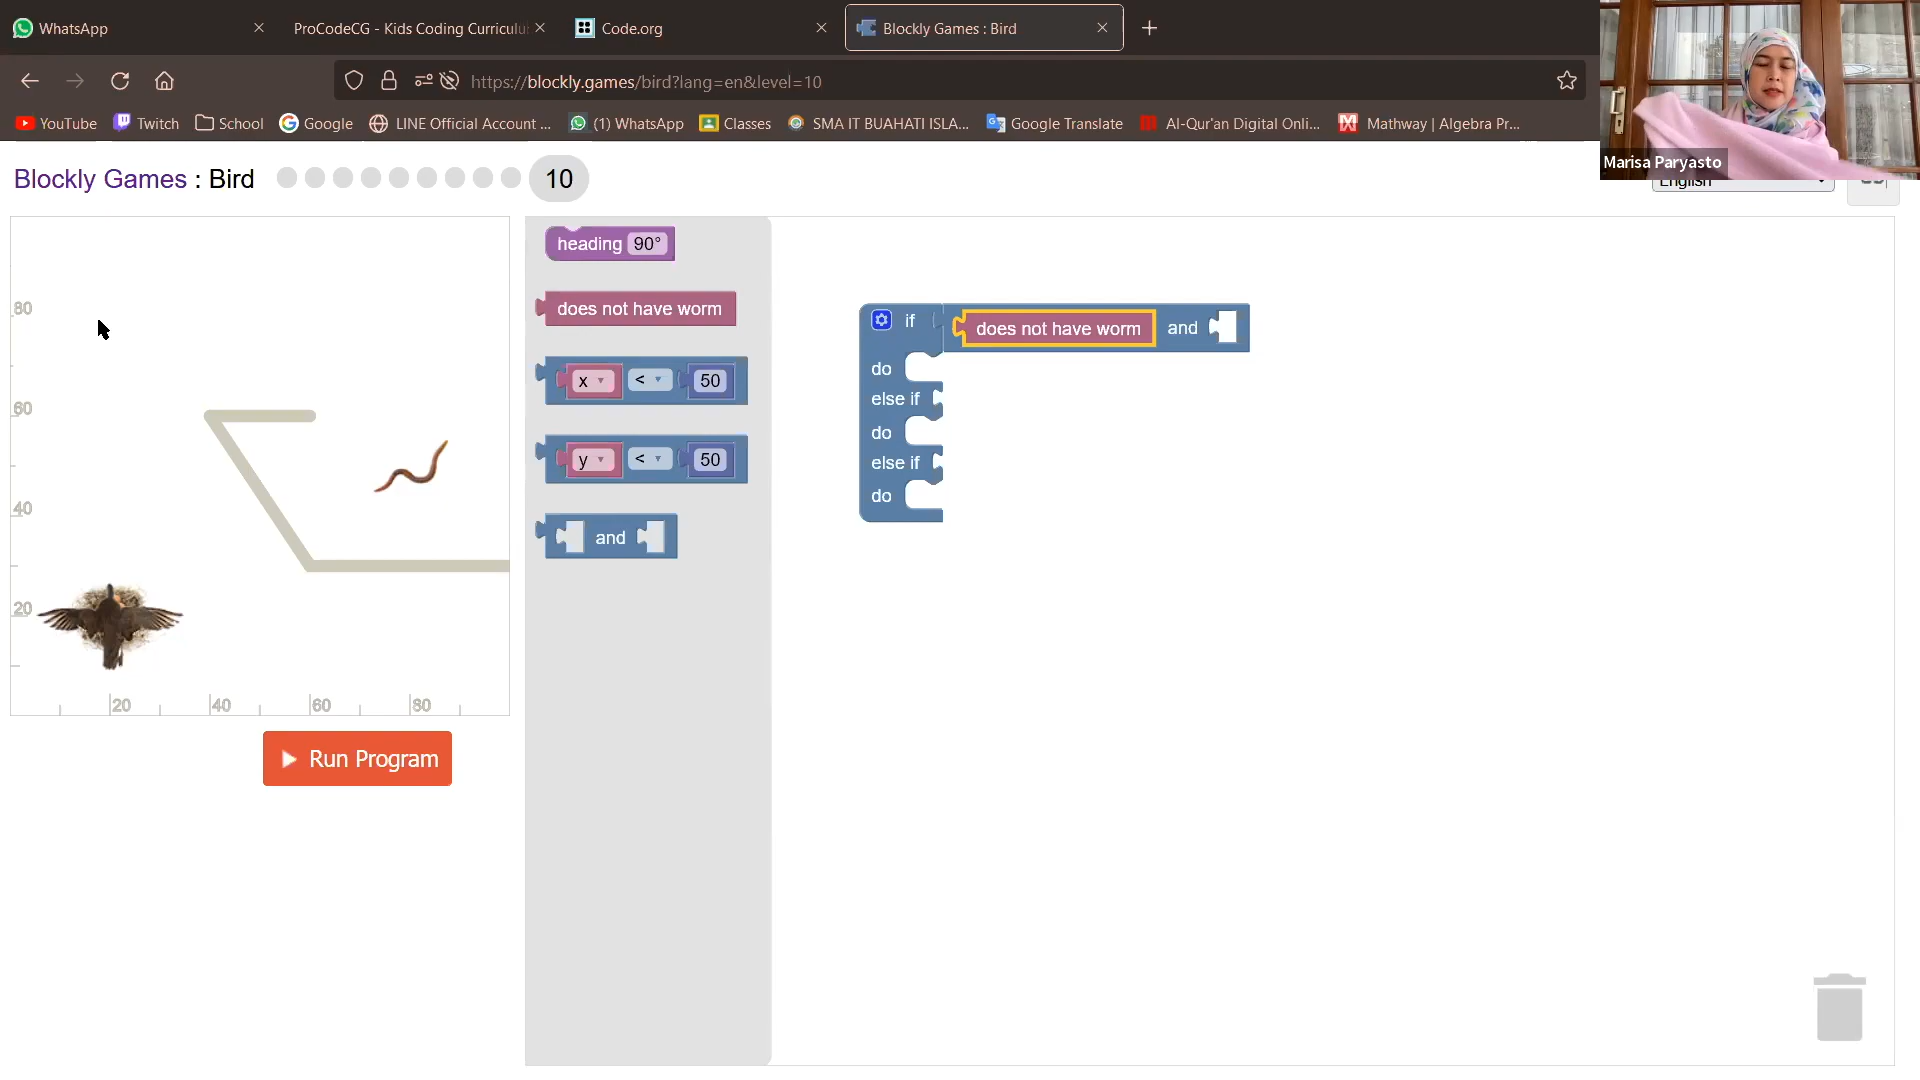 WhatsApp
ProCodeCG - Kids Coding Curriculu
Code.org
Blockly Games : Bird
https://blockly.games/bird?lang=en&level=10
YouTube
Twitch
School
Google
LINE Official Account ...
(1) WhatsApp
Classes
SMA IT BUAHATI ISLA...
Google Translate
Al-Qur'an Digital Onli...
Mathway | Algebra Pr...
Marisa Paryasto
Blockly Games : Bird
10
English
80
60
40
20
20
40
60
80
Run Program
heading 90°
does not have worm
x < 50
y < 50
and
if does not have worm and
do
else if
do
else if
do